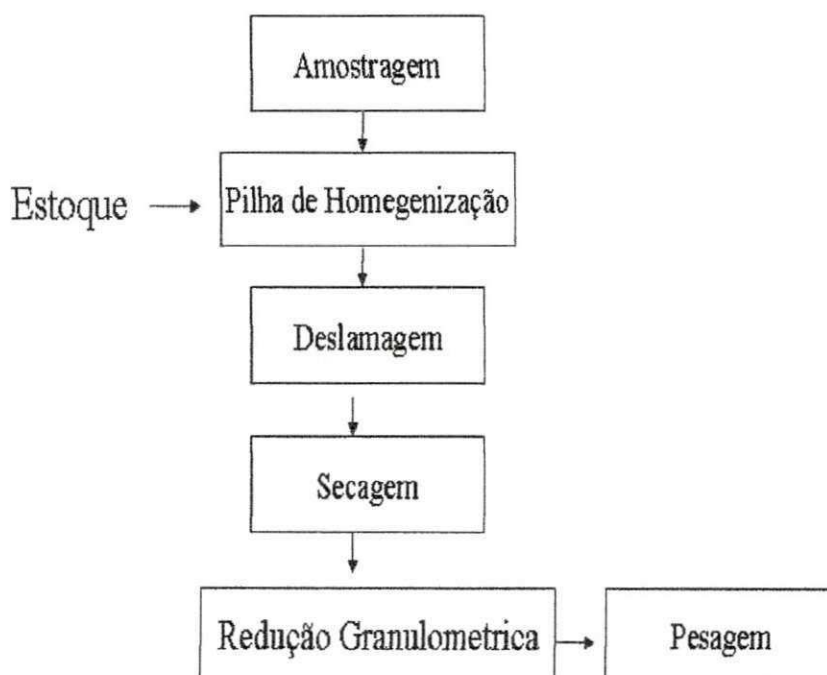 Amostragem
Estoque
Pilha de Homegenização
Deslamagem
Secagem
Redução Granulometrica
Pesagem